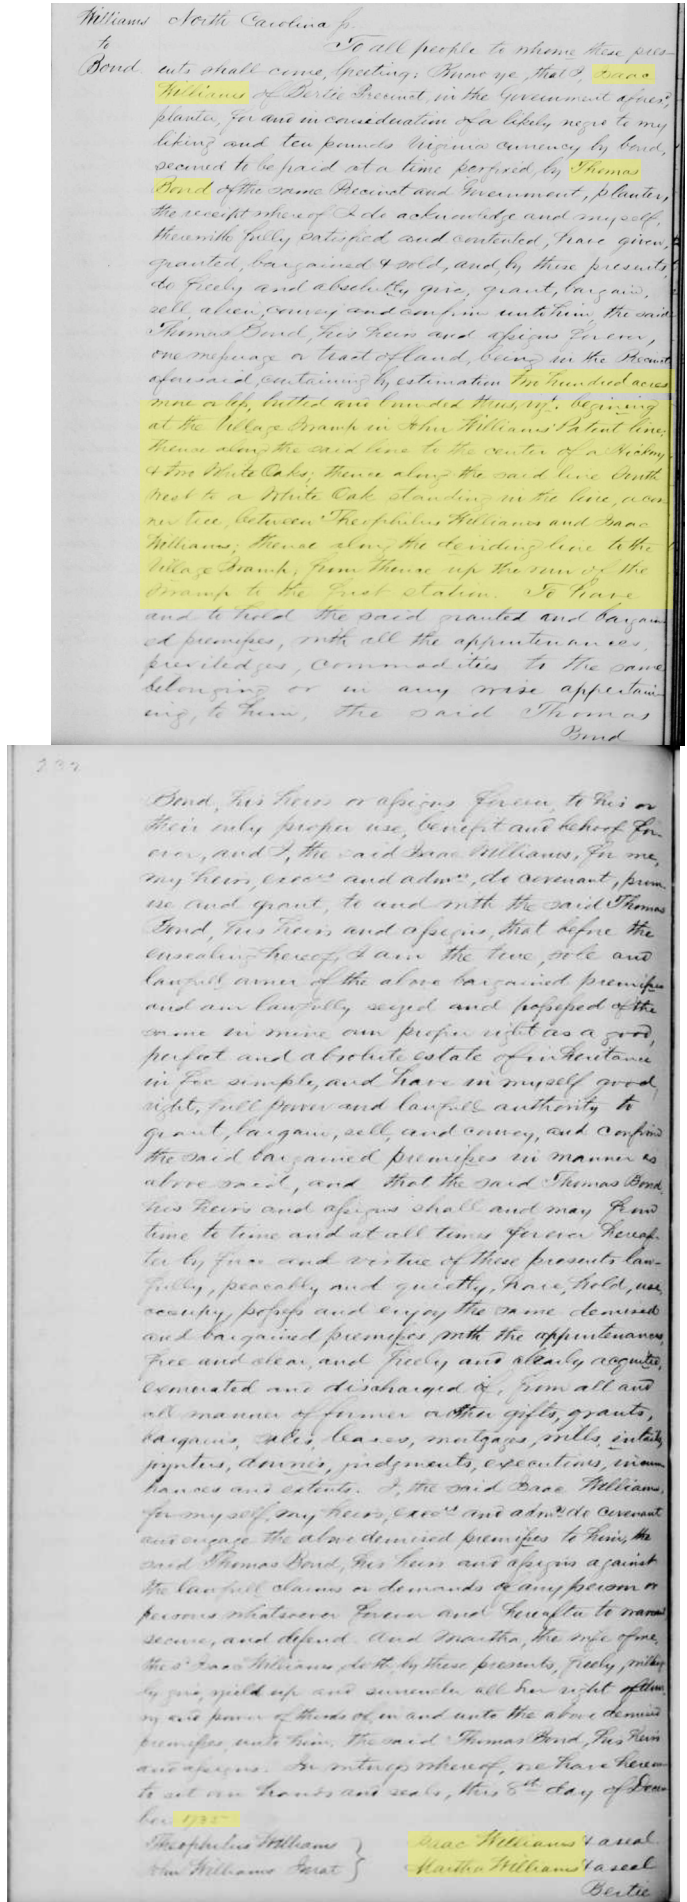 Williams North Carolina ss.
to To all people to whome these pres-
Bond. ents shall come, Greeting: Know ye, that I, Isaac
Williams of Bertie Precinct, in the Government afores'd,
planter, for and in consideration of a likely negro to my
liking and ten pounds Virginia currency by bond,
secured to be paid at a time perfixed, by Thomas
Bond of the same Precinct and Government, planter,
the receipt whereof I do acknowledge and myself,
therewith fully satisfied and contented, have given,
granted, bargained & sold, and, by these presents,
do freely and absolutely give, grant, bargain,
sell, alien, convey and confirm unto him, the said
Thomas Bond, his heirs and assigns forever,
one messuage or tract of land, being in the Precinct
aforesaid, containing by estimation two hundred acres
more or less, butted and bounded thus, viz: begining
at the Village Swamp in John Williams' Patent line;
thence along the said line to the center of a Hickory
& two White Oaks; thence along the said line South
West to a White Oak standing in the line, a cor-
ner tree, between Theophilus Williams and Isaac
Williams; thence along the deviding line to the
Village Swamp; from thence up the run of the
swamp to the first station. To have
and to hold the said granted and bargain-
ed premises, with all the appurtenances,
previledges, commodities to the same
belonging or in any wise appertain-
ing, to him, the said Thomas
Bond
232
Bond, his heirs or assigns forever, to his or
their only proper use, benefit and behoof for-
ever, and I, the said Isaac Williams, for me,
my heirs, exec'rs and adm'rs, do covenant, prom-
ise and grant, to and with the said Thomas
Bond, his heirs and assigns, that before the
ensealing hereof, I am the true, sole and
lawfull owner of the above bargained premises
and am lawfully seized and possessed of the
same in mine own proper right as a good,
perfect and absolute estate of inheritance
in Fee simple, and have in myself good
right, full power and lawfull authority to
grant, bargain, sell, and convey, and confirm
the said bargained premises in manner as
above said, and that the said Thomas Bond,
his heirs and assigns shall and may from
time to time and at all times forever hereaf-
ter by force and virtue of these presents law-
fully, peacably and quietly, have, hold, use,
occupy, possess and enjoy the same demised
and bargained premises, with the appurtenances,
free and clear, and freely and clearly acquitted,
exonerated and discharged of, from all and
all manner of former or other gifts, grants,
bargains, sales, leases, mortgages, wills, intails,
joynters, dowries, judgments, executions, incum-
brances and extents. I, the said Isaac Williams,
for myself, my heirs, exec'rs and adm'rs do covenant
and engage the above demised premises to him, the
said Thomas Bond, his heirs and assigns against
the lawfull claims or demands of any person or
persons whatsoever forever and hereafter to warrant
secure, and defend. And Martha, the wife of me,
the s'd Isaac Williams, doth, by these presents, freely, willing-
ly give, yield up and surrender all her right of dow-
ry and power of thirds of, in and unto the above demised
premises, unto him, the said Thomas Bond, his heirs
and assigns. In witness whereof, we have hereun-
to set our hands and seals, this 8th day of Decem-
ber 1735
Theophilus Williams } Isaac Williams & a seal
John Williams Jurat } Martha Williams & a seal
Bertie